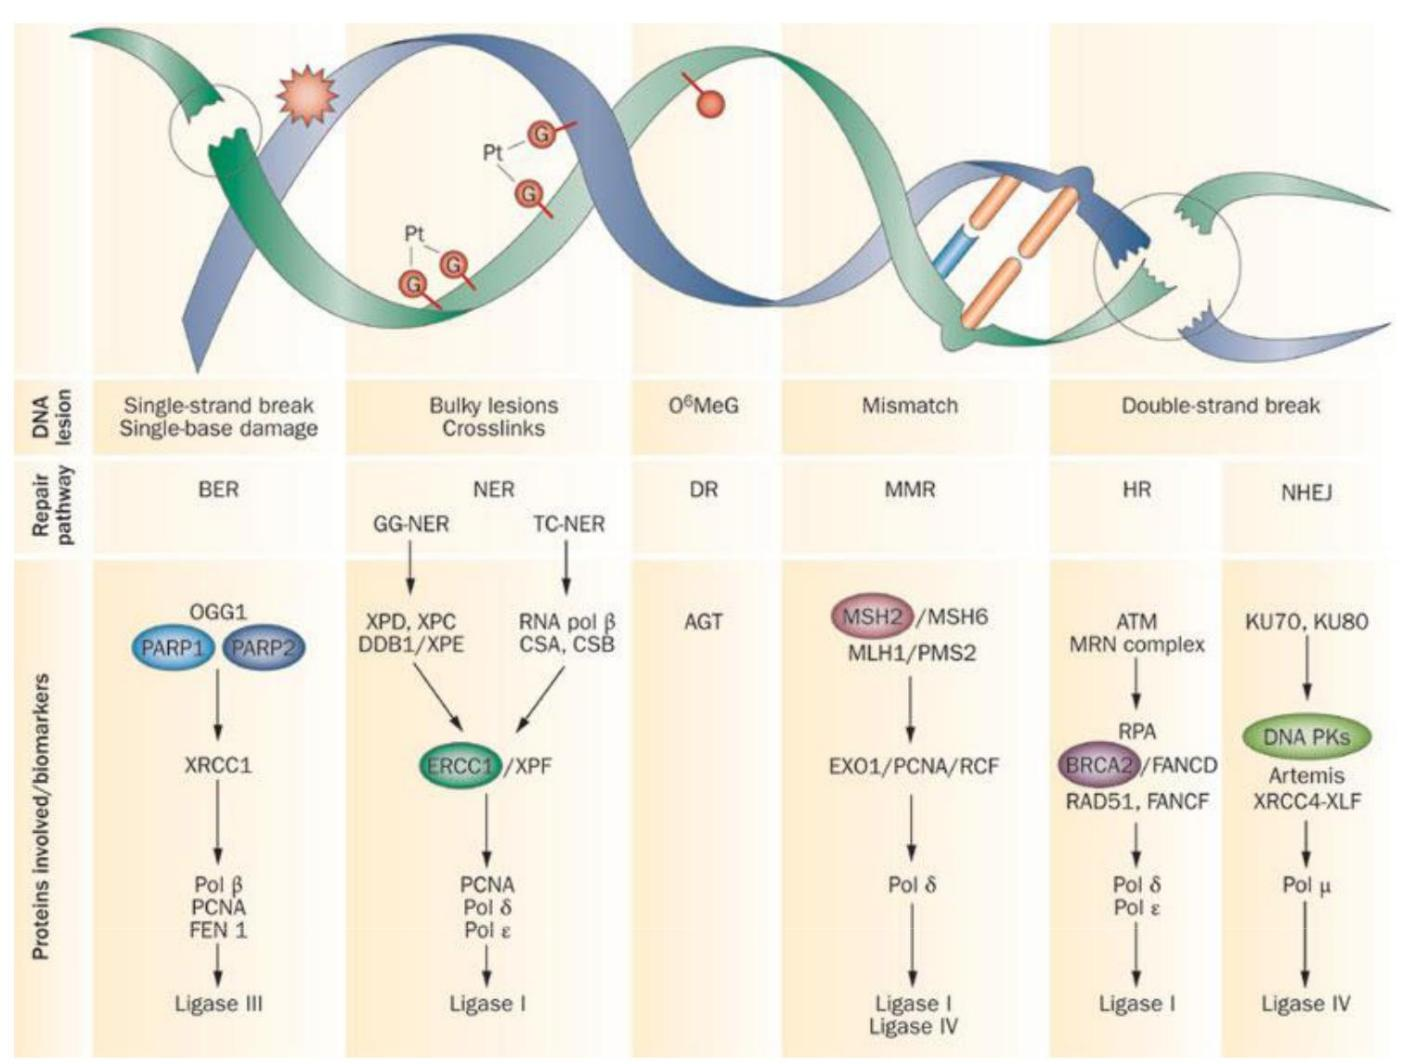 Pt
G
G
Pt
G
G
DNA
lesion
Single-strand break
Single-base damage
Bulky lesions
Crosslinks
O⁶MeG
Mismatch
Double-strand break
Repair
pathway
BER
NER
GG-NER
TC-NER
DR
MMR
HR
NHEJ
Proteins involved/biomarkers
OGG1
PARP1 PARP2
XRCC1
Pol β
PCNA
FEN 1
Ligase III
XPD, XPC
DDB1/XPE
RNA pol β
CSA, CSB
ERCC1/XPF
PCNA
Pol δ
Pol ε
Ligase I
AGT
MSH2/MSH6
MLH1/PMS2
EXO1/PCNA/RCF
Pol δ
Ligase I
Ligase IV
ATM
MRN complex
RPA
BRCA2/FANCD
RAD51, FANCF
Pol δ
Pol ε
Ligase I
KU70, KU80
DNA PKs
Artemis
XRCC4-XLF
Pol μ
Ligase IV